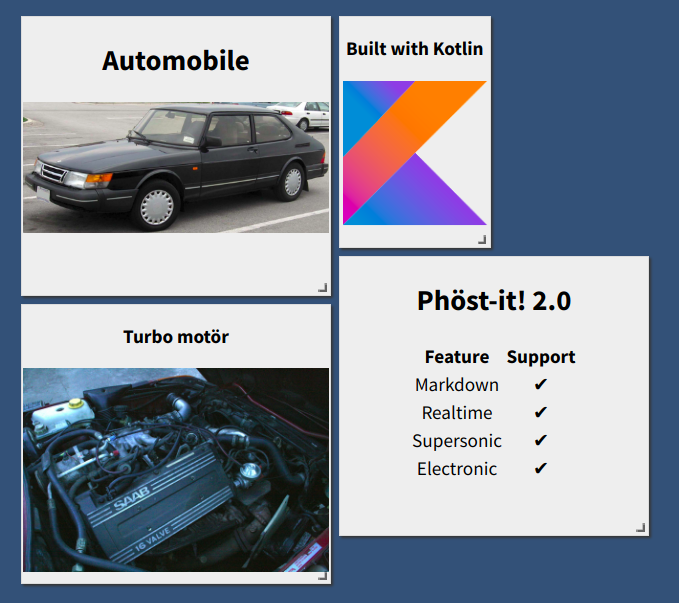 Automobile
Built with Kotlin
Turbo motör
SAAB
16 VALVE
Phöst-it! 2.0
Feature Support
Markdown ✔
Realtime ✔
Supersonic ✔
Electronic ✔